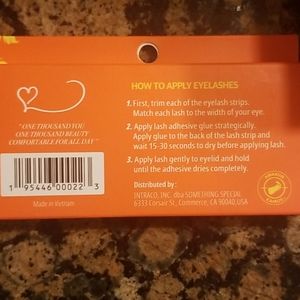 HOW TO APPLY EYELASHES
1. First, trim each of the eyelash strips.
Match each lash to the width of your eye.
2. Apply lash adhesive glue strategically.
Apply glue to the back of the lash strip and
wait 15-30 seconds to dry before applying lash.
3. Apply lash gently to eyelid and hold
until the adhesive dries completely.
Distributed by :
INTRACO, INC. dba SOMETHING SPECIAL
6333 Corsair St, Commerce, CA 90040, USA
"ONE THOUSAND YOU
ONE THOUSAND BEAUTY
COMFORTABLE FOR ALL DAY"
1 95446 00022 3
Made in Vietnam